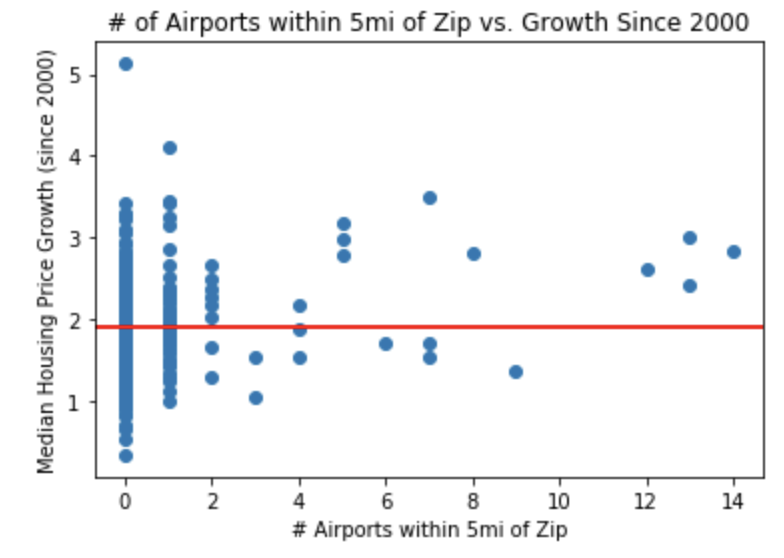 # of Airports within 5mi of Zip vs. Growth Since 2000
Median Housing Price Growth (since 2000)
5
4
3
2
1
0 2 4 6 8 10 12 14
# Airports within 5mi of Zip